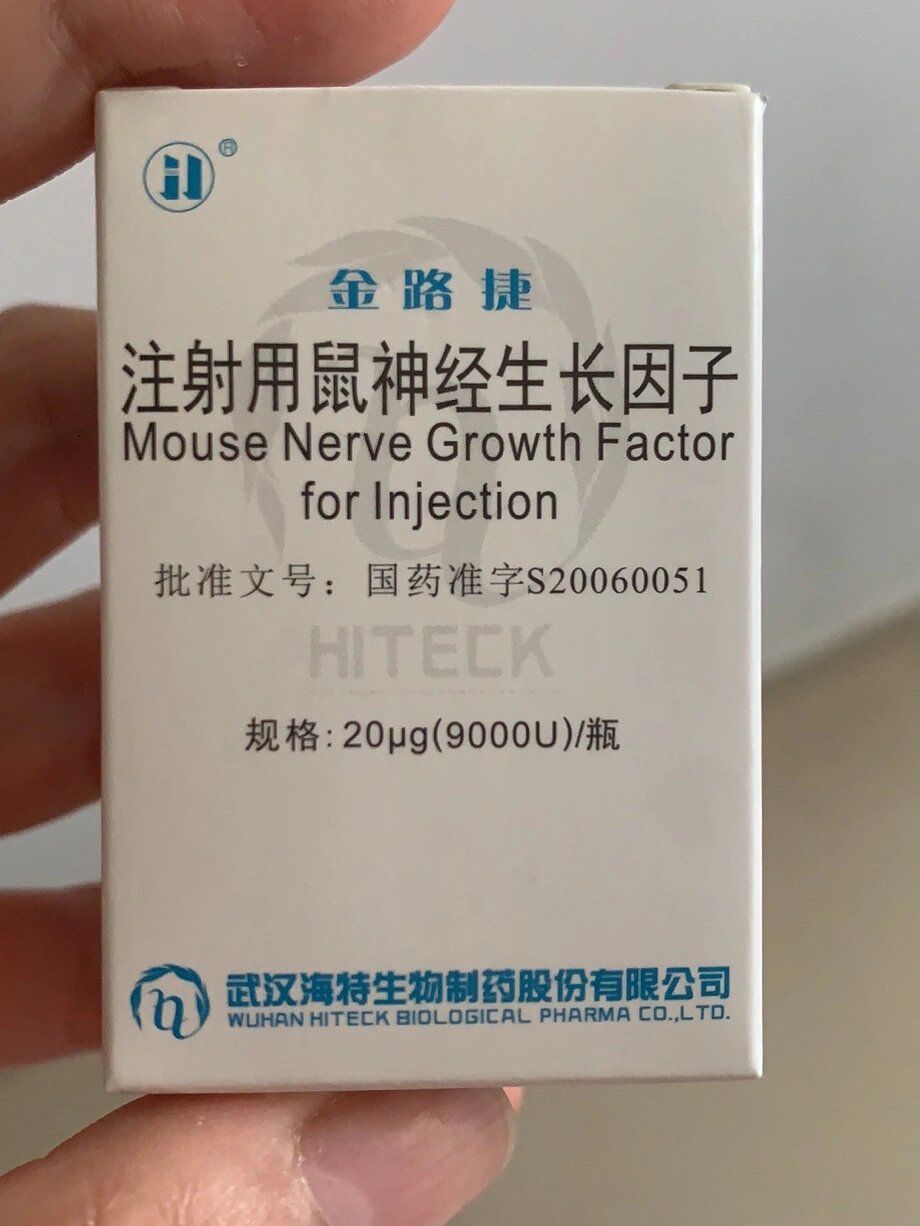 ®
金路捷
注射用鼠神经生长因子
Mouse Nerve Growth Factor
for Injection
批准文号：国药准字S20060051
HITECK
规格:20μg(9000U)/瓶
武汉海特生物制药股份有限公司
WUHAN HITECK BIOLOGICAL PHARMA CO.,LTD.